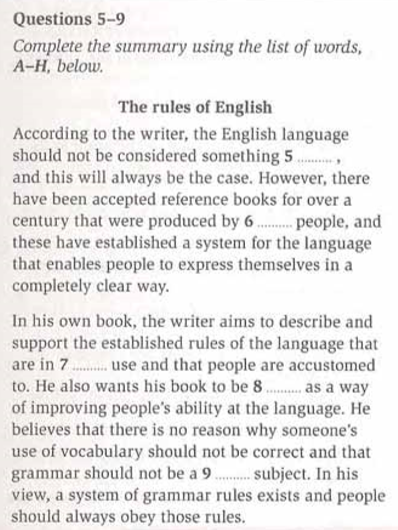 Questions 5–9
Complete the summary using the list of words,
A–H, below.
The rules of English
According to the writer, the English language
should not be considered something 5 .......... ,
and this will always be the case. However, there
have been accepted reference books for over a
century that were produced by 6 .......... people, and
these have established a system for the language
that enables people to express themselves in a
completely clear way.
In his own book, the writer aims to describe and
support the established rules of the language that
are in 7 .......... use and that people are accustomed
to. He also wants his book to be 8 .......... as a way
of improving people's ability at the language. He
believes that there is no reason why someone's
use of vocabulary should not be correct and that
grammar should not be a 9 .......... subject. In his
view, a system of grammar rules exists and people
should always obey those rules.